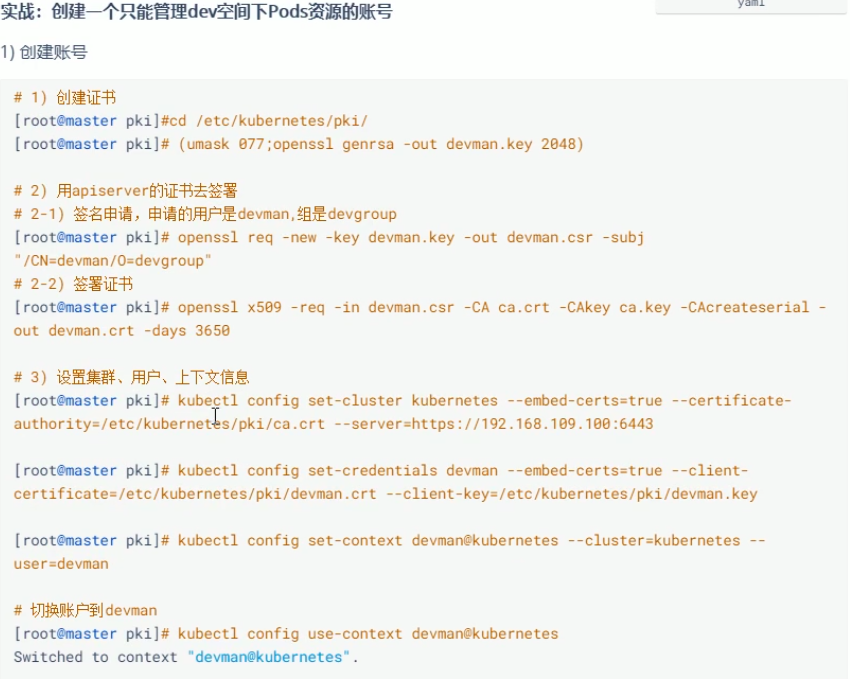 yaml
实战：创建一个只能管理dev空间下Pods资源的账号
1) 创建账号
# 1) 创建证书
[root@master pki]#cd /etc/kubernetes/pki/
[root@master pki]# (umask 077;openssl genrsa -out devman.key 2048)
# 2) 用apiserver的证书去签署
# 2-1) 签名申请，申请的用户是devman,组是devgroup
[root@master pki]# openssl req -new -key devman.key -out devman.csr -subj
"/CN=devman/O=devgroup"
# 2-2) 签署证书
[root@master pki]# openssl x509 -req -in devman.csr -CA ca.crt -CAkey ca.key -CAcreateserial -
out devman.crt -days 3650
# 3) 设置集群、用户、上下文信息
[root@master pki]# kubectl config set-cluster kubernetes --embed-certs=true --certificate-
authority=/etc/kubernetes/pki/ca.crt --server=https://192.168.109.100:6443
[root@master pki]# kubectl config set-credentials devman --embed-certs=true --client-
certificate=/etc/kubernetes/pki/devman.crt --client-key=/etc/kubernetes/pki/devman.key
[root@master pki]# kubectl config set-context devman@kubernetes --cluster=kubernetes --
user=devman
# 切换账户到devman
[root@master pki]# kubectl config use-context devman@kubernetes
Switched to context "devman@kubernetes".